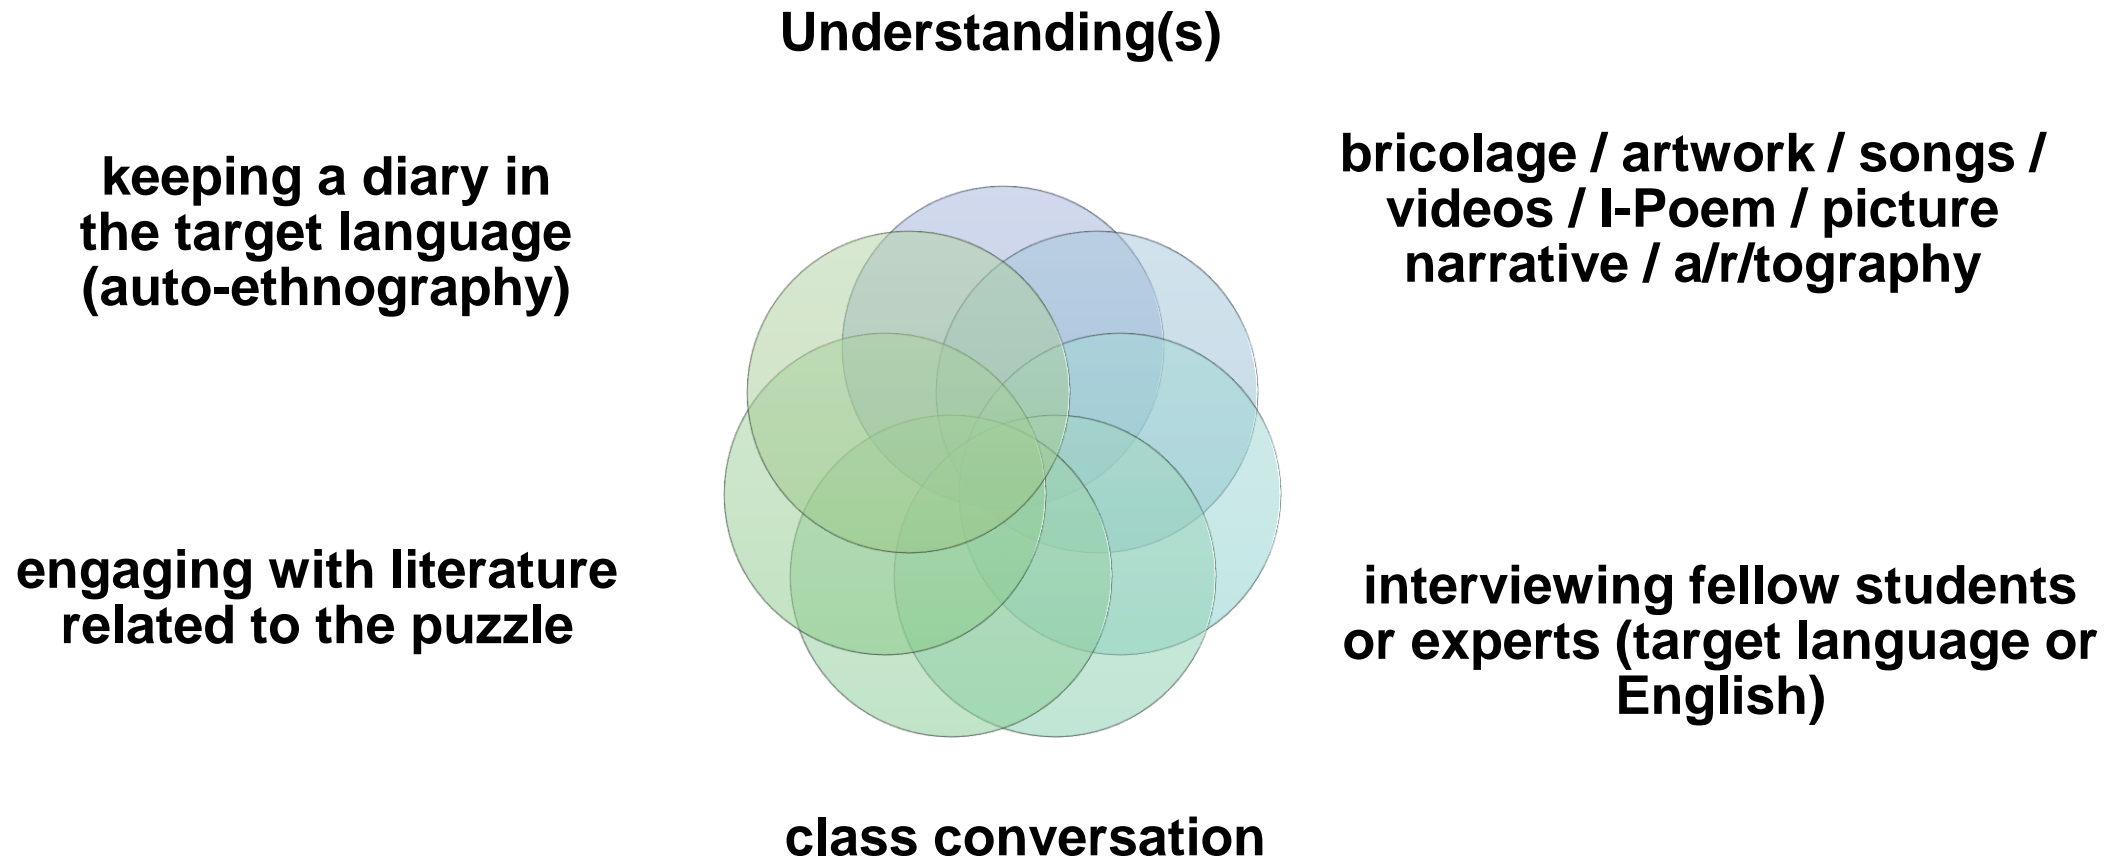 Understanding(s)
keeping a diary in
the target language
(auto-ethnography)
bricolage / artwork / songs /
videos / I-Poem / picture
narrative / a/r/tography
engaging with literature
related to the puzzle
interviewing fellow students
or experts (target language or
English)
class conversation